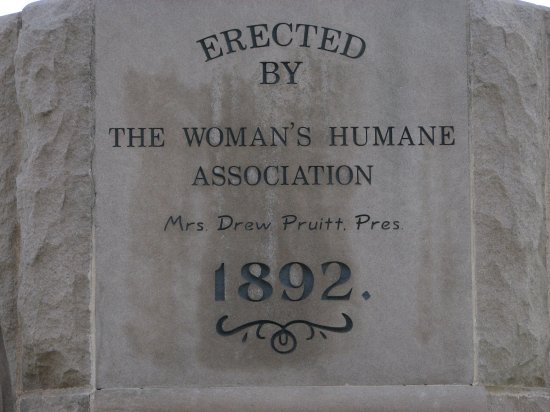 ERECTED
BY
THE WOMAN'S HUMANE
ASSOCIATION
Mrs. Drew Pruitt, Pres.
1892.